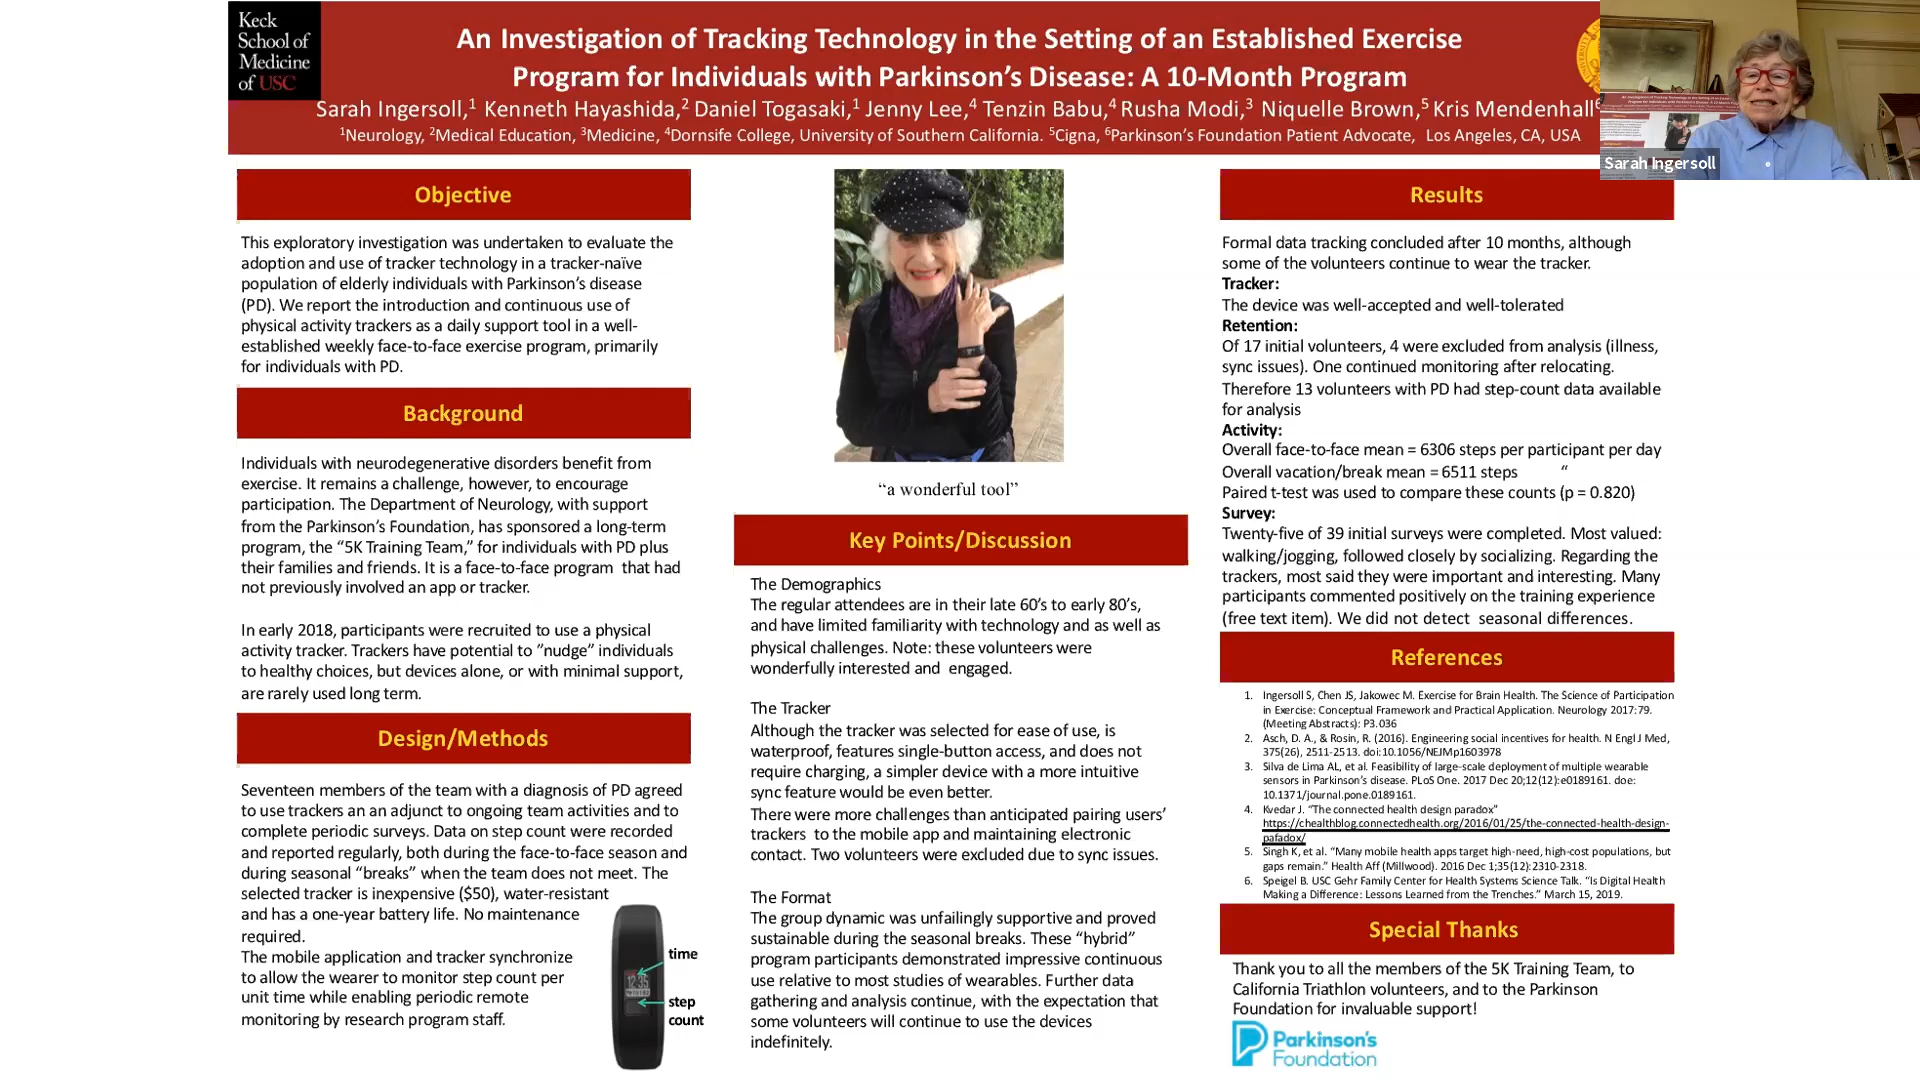 Keck
School of
Medicine
of USC
An Investigation of Tracking Technology in the Setting of an Established Exercise
Program for Individuals with Parkinson's Disease: A 10-Month Program
Sarah Ingersoll,1 Kenneth Hayashida,2 Daniel Togasaki,1 Jenny Lee,4 Tenzin Babu,4 Rusha Modi,3 Niquelle Brown,5 Kris Mendenhall6
1Neurology, 2Medical Education, 3Medicine, 4Dornsife College, University of Southern California. 5Cigna, 6Parkinson's Foundation Patient Advocate, Los Angeles, CA, USA
Sarah Ingersoll
Objective
This exploratory investigation was undertaken to evaluate the
adoption and use of tracker technology in a tracker-naïve
population of elderly individuals with Parkinson's disease
(PD). We report the introduction and continuous use of
physical activity trackers as a daily support tool in a well-
established weekly face-to-face exercise program, primarily
for individuals with PD.
Background
Individuals with neurodegenerative disorders benefit from
exercise. It remains a challenge, however, to encourage
participation. The Department of Neurology, with support
from the Parkinson's Foundation, has sponsored a long-term
program, the "5K Training Team," for individuals with PD plus
their families and friends. It is a face-to-face program that had
not previously involved an app or tracker.
In early 2018, participants were recruited to use a physical
activity tracker. Trackers have potential to ”nudge” individuals
to healthy choices, but devices alone, or with minimal support,
are rarely used long term.
Design/Methods
Seventeen members of the team with a diagnosis of PD agreed
to use trackers an an adjunct to ongoing team activities and to
complete periodic surveys. Data on step count were recorded
and reported regularly, both during the face-to-face season and
during seasonal "breaks" when the team does not meet. The
selected tracker is inexpensive ($50), water-resistant
and has a one-year battery life. No maintenance
required.
The mobile application and tracker synchronize
to allow the wearer to monitor step count per
unit time while enabling periodic remote
monitoring by research program staff.
time
step
count
"a wonderful tool"
Key Points/Discussion
The Demographics
The regular attendees are in their late 60's to early 80's,
and have limited familiarity with technology and as well as
physical challenges. Note: these volunteers were
wonderfully interested and engaged.
The Tracker
Although the tracker was selected for ease of use, is
waterproof, features single-button access, and does not
require charging, a simpler device with a more intuitive
sync feature would be even better.
There were more challenges than anticipated pairing users'
trackers to the mobile app and maintaining electronic
contact. Two volunteers were excluded due to sync issues.
The Format
The group dynamic was unfailingly supportive and proved
sustainable during the seasonal breaks. These "hybrid"
program participants demonstrated impressive continuous
use relative to most studies of wearables. Further data
gathering and analysis continue, with the expectation that
some volunteers will continue to use the devices
indefinitely.
Results
Formal data tracking concluded after 10 months, although
some of the volunteers continue to wear the tracker.
Tracker:
The device was well-accepted and well-tolerated
Retention:
Of 17 initial volunteers, 4 were excluded from analysis (illness,
sync issues). One continued monitoring after relocating.
Therefore 13 volunteers with PD had step-count data available
for analysis
Activity:
Overall face-to-face mean = 6306 steps per participant per day
Overall vacation/break mean = 6511 steps “
Paired t-test was used to compare these counts (p = 0.820)
Survey:
Twenty-five of 39 initial surveys were completed. Most valued:
walking/jogging, followed closely by socializing. Regarding the
trackers, most said they were important and interesting. Many
participants commented positively on the training experience
(free text item). We did not detect seasonal differences.
References
1. Ingersoll S, Chen JS, Jakowec M. Exercise for Brain Health. The Science of Participation
in Exercise: Conceptual Framework and Practical Application. Neurology 2017:79.
(Meeting Abstracts): P3.036
2. Asch, D. A., & Rosin, R. (2016). Engineering social incentives for health. N Engl J Med,
375(26), 2511-2513. doi:10.1056/NEJMp1603978
3. Silva de Lima AL, et al. Feasibility of large-scale deployment of multiple wearable
sensors in Parkinson's disease. PLoS One. 2017 Dec 20;12(12):e0189161. doe:
10.1371/journal.pone.0189161.
4. Kvedar J. "The connected health design paradox"
https://chealthblog.connectedhealth.org/2016/01/25/the-connected-health-design-
pafadox/
5. Singh K, et al. "Many mobile health apps target high-need, high-cost populations, but
gaps remain." Health Aff (Millwood). 2016 Dec 1;35(12):2310-2318.
6. Speigel B. USC Gehr Family Center for Health Systems Science Talk. "Is Digital Health
Making a Difference: Lessons Learned from the Trenches." March 15, 2019.
Special Thanks
Thank you to all the members of the 5K Training Team, to
California Triathlon volunteers, and to the Parkinson
Foundation for invaluable support!
Parkinson's
Foundation